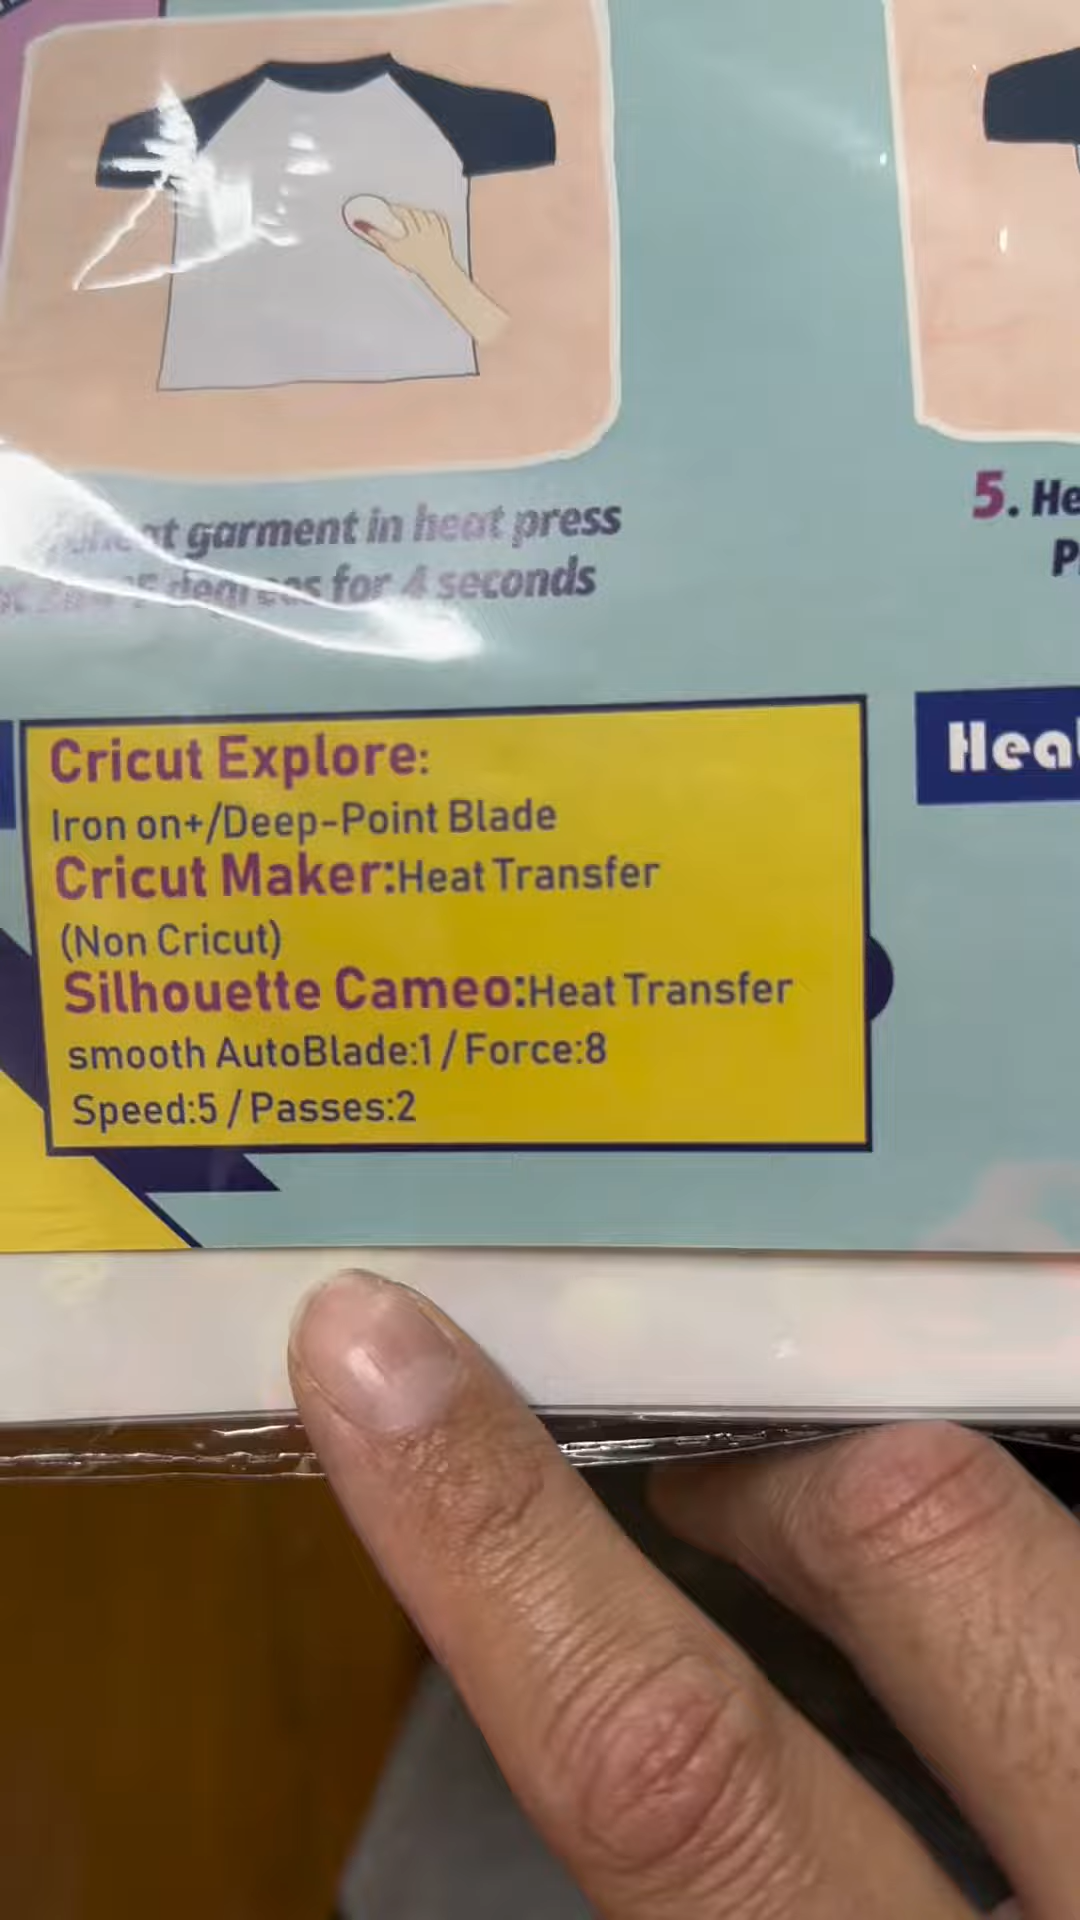 garment in heat press
degrees for 4 seconds
5. He
P
Cricut Explore:
Iron on+/Deep-Point Blade
Cricut Maker:Heat Transfer
(Non Cricut)
Silhouette Cameo:Heat Transfer
smooth AutoBlade:1 / Force:8
Speed:5 / Passes:2
Hea